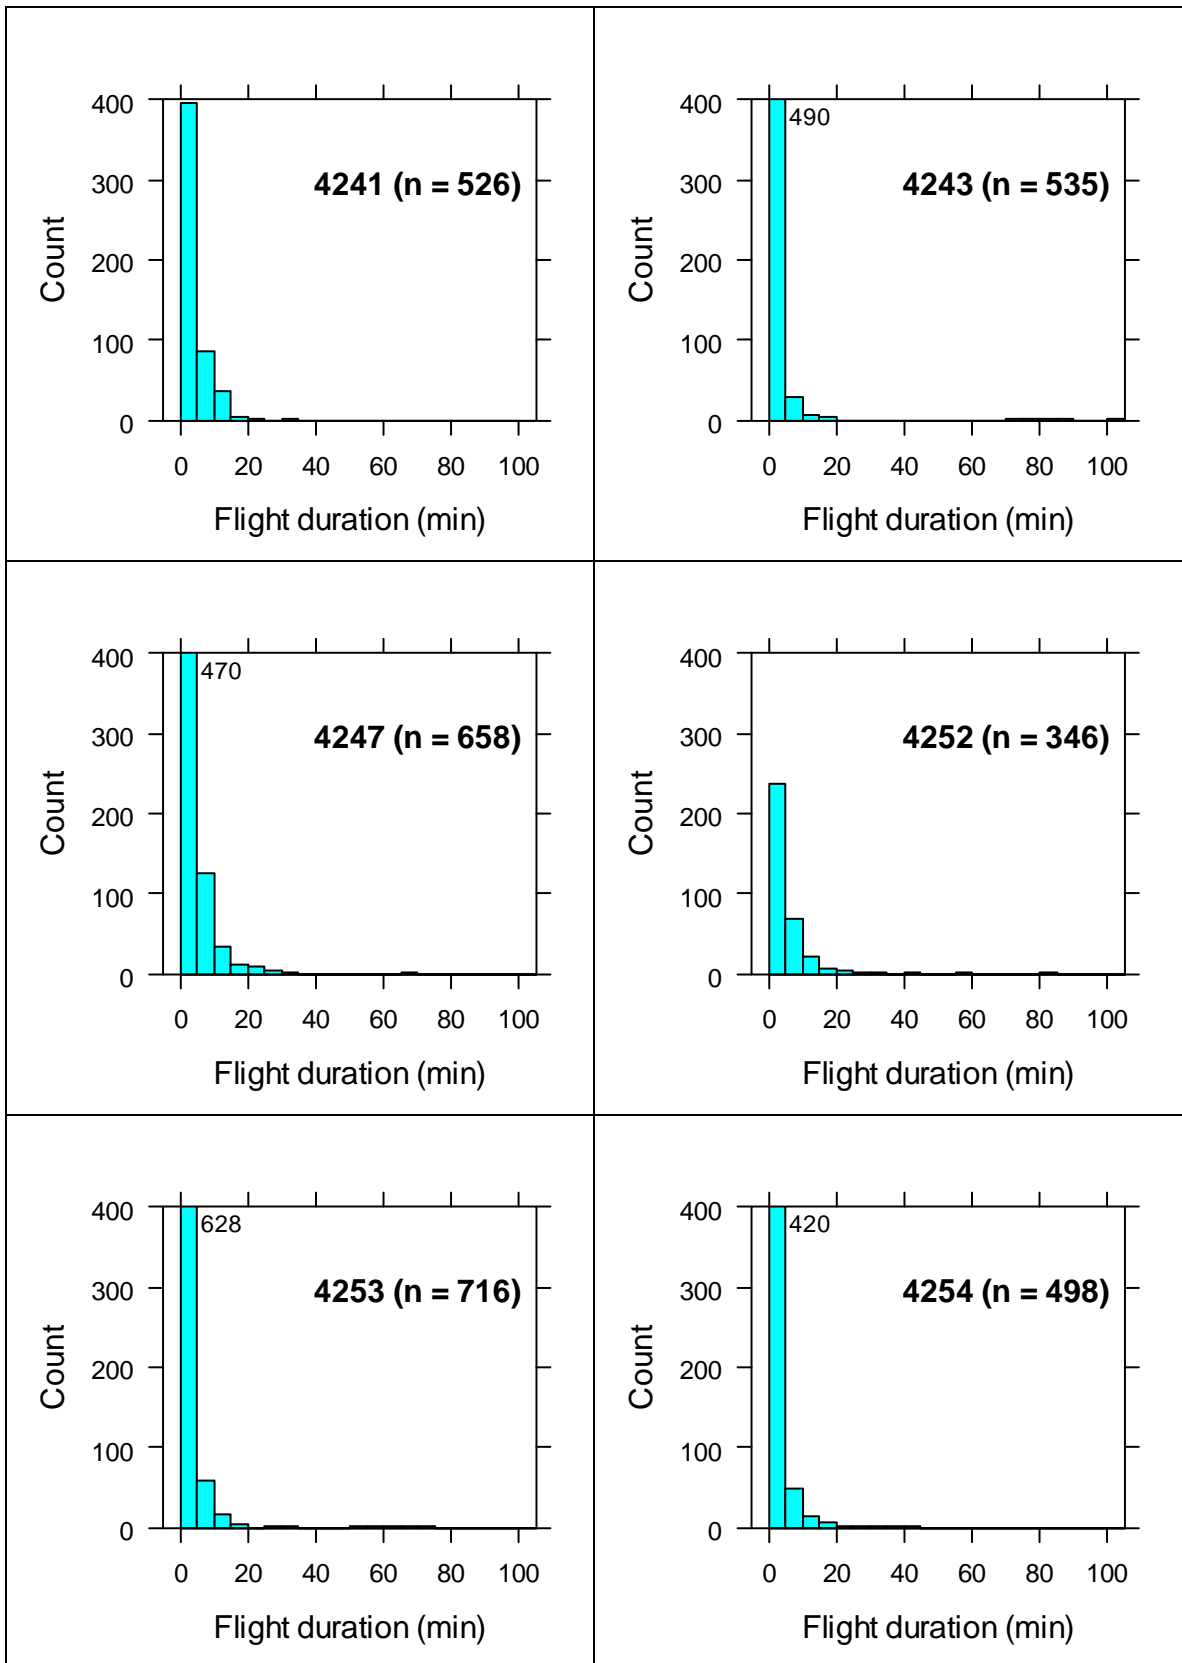 400
300
200
100
0
Count
4241 (n = 526)
0 20 40 60 80 100
Flight duration (min)
400
300
200
100
0
Count
490
4243 (n = 535)
0 20 40 60 80 100
Flight duration (min)
400
300
200
100
0
Count
470
4247 (n = 658)
0 20 40 60 80 100
Flight duration (min)
400
300
200
100
0
Count
4252 (n = 346)
0 20 40 60 80 100
Flight duration (min)
400
300
200
100
0
Count
628
4253 (n = 716)
0 20 40 60 80 100
Flight duration (min)
400
300
200
100
0
Count
420
4254 (n = 498)
0 20 40 60 80 100
Flight duration (min)